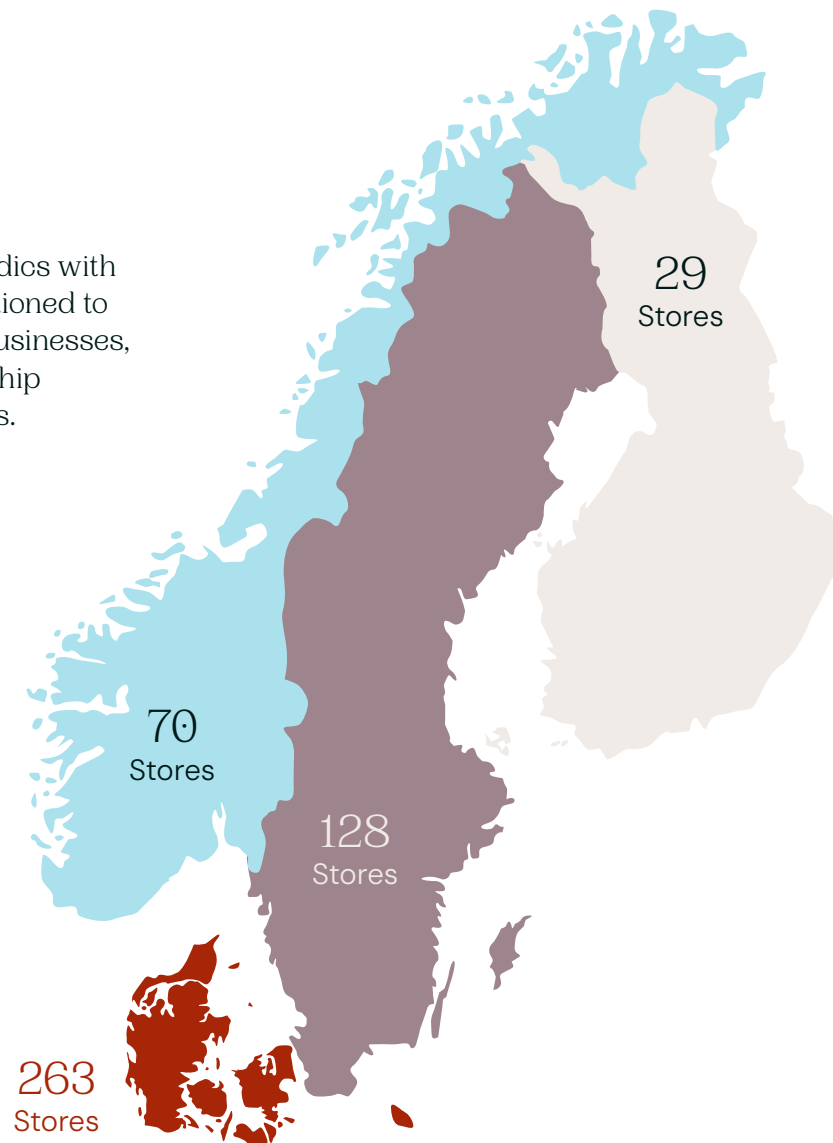 dics with
ioned to
usinesses,
hip
s.
29
Stores
70
Stores
128
Stores
263
Stores